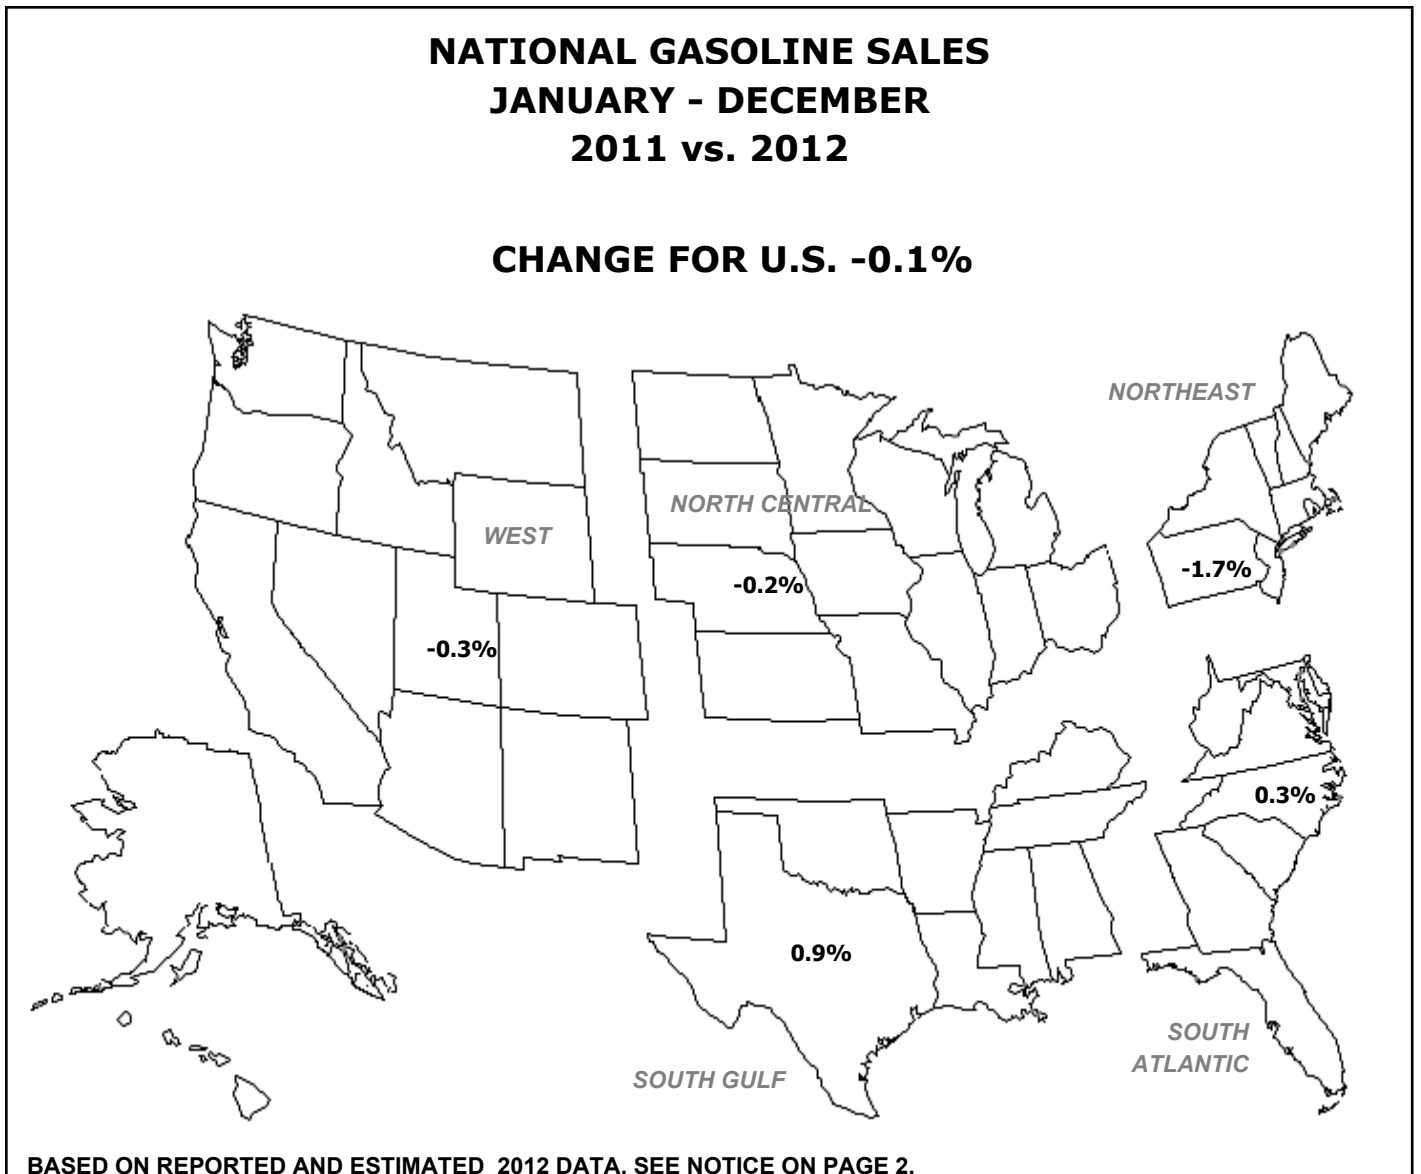 NATIONAL GASOLINE SALES
JANUARY - DECEMBER
2011 vs. 2012
CHANGE FOR U.S. -0.1%
NORTHEAST
NORTH CENTRAL
WEST
-1.7%
-0.2%
-0.3%
0.3%
0.9%
SOUTH
ATLANTIC
SOUTH GULF
BASED ON REPORTED AND ESTIMATED  2012 DATA. SEE NOTICE ON PAGE 2.